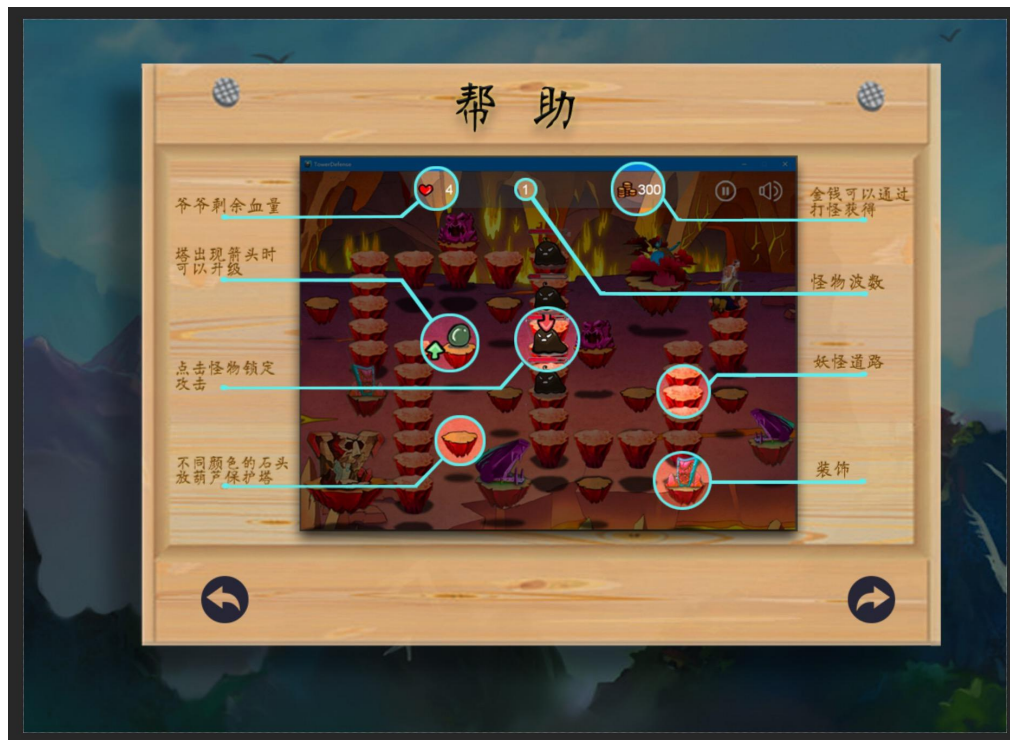 帮 助
TowerDefense
4
1
300
爷爷剩余血量
塔出现箭头时
可以升级
点击怪物锁定
攻击
不同颜色的石头
放葫芦保护塔
金钱可以通过
打怪获得
怪物波数
妖怪道路
装饰